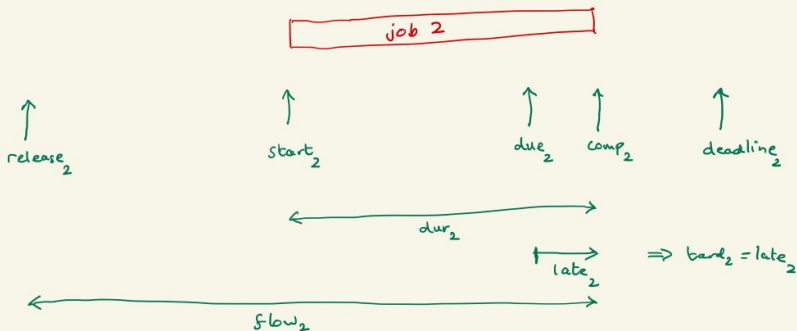 job 2
release₂ start₂ due₂ comp₂ deadline₂
dur₂
late₂ ⇒ tard₂ = late₂
flow₂